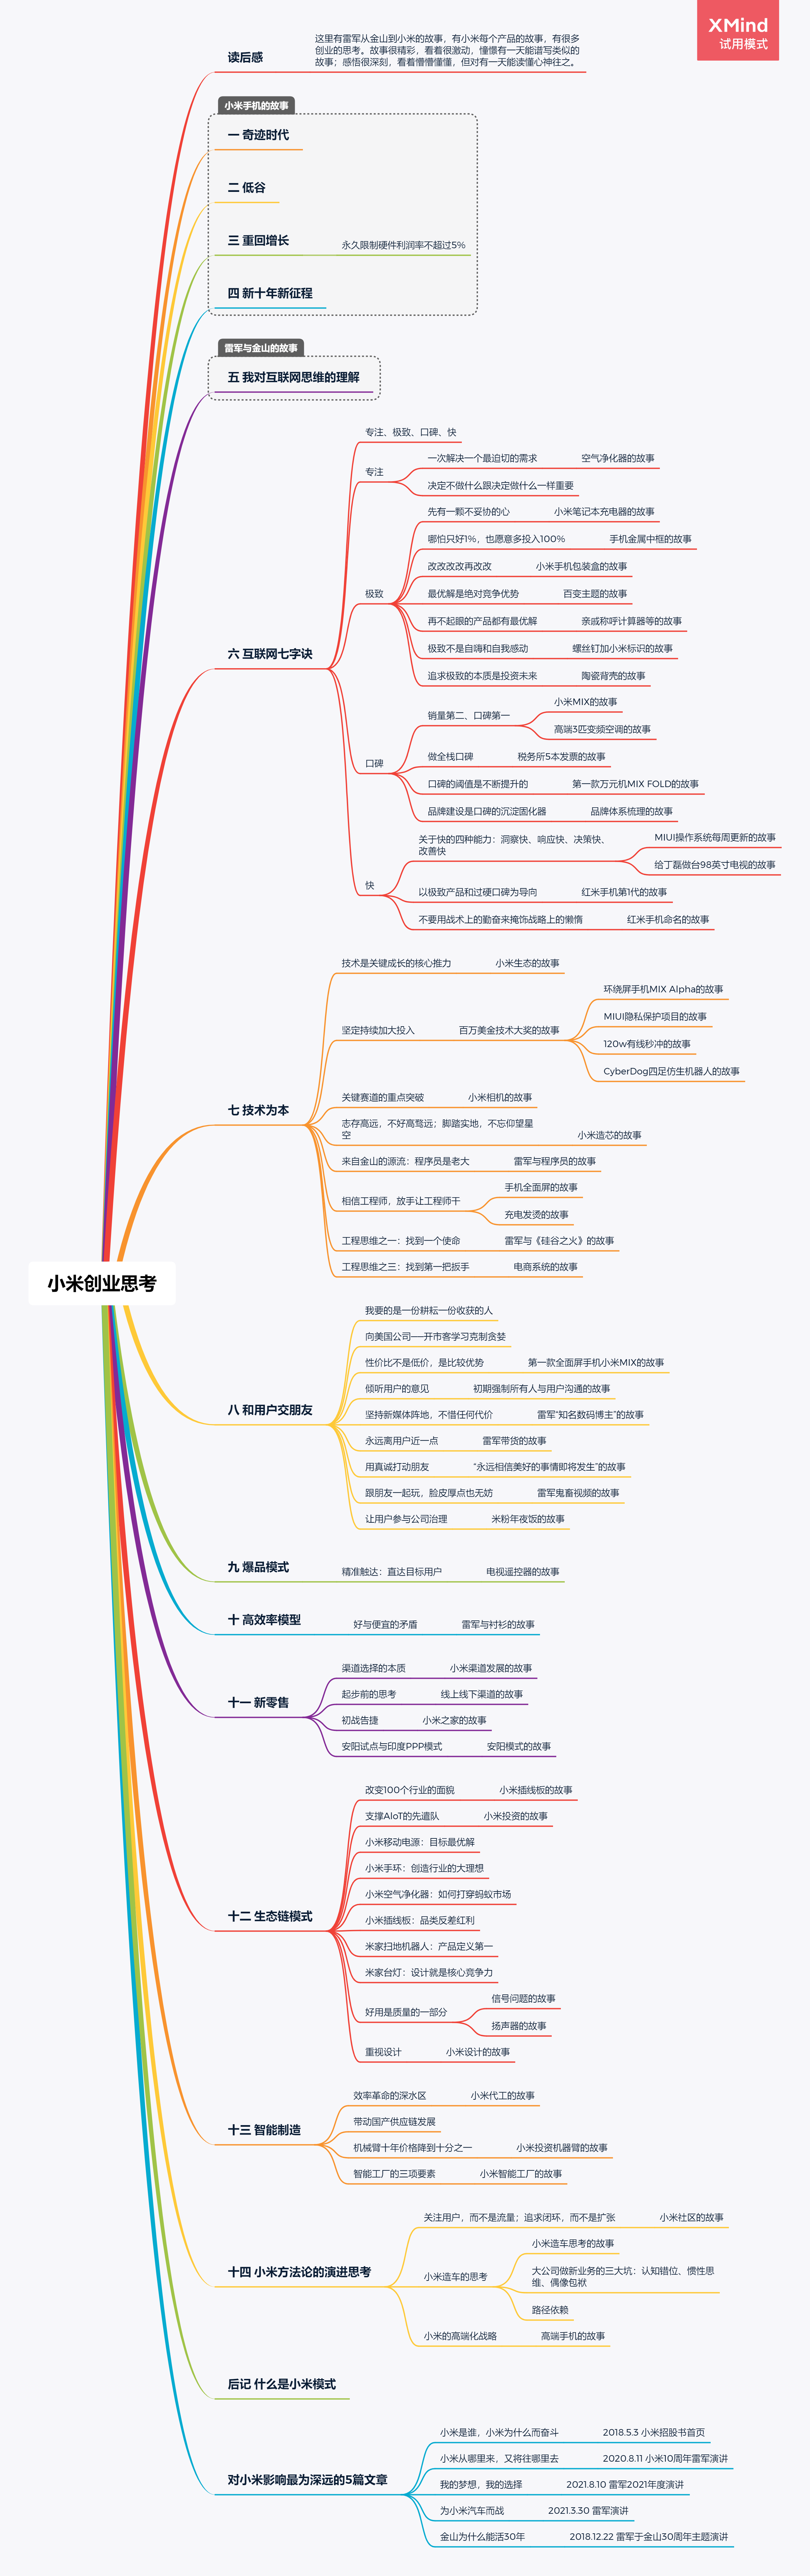 XMind
试用模式
读后感
这里有雷军从金山到小米的故事，有小米每个产品的故事，有很多
创业的思考。故事很精彩，看着很激动，憧憬有一天能谱写类似的
故事；感悟很深刻，看着懵懵懂懂，但对有一天能读懂心神往之。
小米手机的故事
一 奇迹时代
二 低谷
三 重回增长
永久限制硬件利润率不超过5%
四 新十年新征程
雷军与金山的故事
五 我对互联网思维的理解
六 互联网七字诀
专注、极致、口碑、快
专注
一次解决一个最迫切的需求
空气净化器的故事
决定不做什么跟决定做什么一样重要
极致
先有一颗不妥协的心
小米笔记本充电器的故事
哪怕只好1%，也愿意多投入100%
手机金属中框的故事
改改改改再改改
小米手机包装盒的故事
最优解是绝对竞争优势
百变主题的故事
再不起眼的产品都有最优解
亲戚称呼计算器等的故事
极致不是自嗨和自我感动
螺丝钉加小米标识的故事
追求极致的本质是投资未来
陶瓷背壳的故事
口碑
销量第二、口碑第一
小米MIX的故事
高端3匹变频空调的故事
做全栈口碑
税务所5本发票的故事
口碑的阈值是不断提升的
第一款万元机MIX FOLD的故事
品牌建设是口碑的沉淀固化器
品牌体系梳理的故事
快
关于快的四种能力：洞察快、响应快、决策快、
改善快
MIUI操作系统每周更新的故事
给丁磊做台98英寸电视的故事
以极致产品和过硬口碑为导向
红米手机第1代的故事
不要用战术上的勤奋来掩饰战略上的懒惰
红米手机命名的故事
七 技术为本
技术是关键成长的核心推力
小米生态的故事
坚定持续加大投入
百万美金技术大奖的故事
环绕屏手机MIX Alpha的故事
MIUI隐私保护项目的故事
120w有线秒冲的故事
CyberDog四足仿生机器人的故事
关键赛道的重点突破
小米相机的故事
志存高远，不好高骛远；脚踏实地，不忘仰望星
空
小米造芯的故事
来自金山的源流：程序员是老大
雷军与程序员的故事
相信工程师，放手让工程师干
手机全面屏的故事
充电发烫的故事
工程思维之一：找到一个使命
雷军与《硅谷之火》的故事
工程思维之三：找到第一把扳手
电商系统的故事
小米创业思考
八 和用户交朋友
我要的是一份耕耘一份收获的人
向美国公司——开市客学习克制贪婪
性价比不是低价，是比较优势
第一款全面屏手机小米MIX的故事
倾听用户的意见
初期强制所有人与用户沟通的故事
坚持新媒体阵地，不惜任何代价
雷军“知名数码博主”的故事
永远离用户近一点
雷军带货的故事
用真诚打动朋友
“永远相信美好的事情即将发生”的故事
跟朋友一起玩，脸皮厚点也无妨
雷军鬼畜视频的故事
让用户参与公司治理
米粉年夜饭的故事
九 爆品模式
精准触达：直达目标用户
电视遥控器的故事
十 高效率模型
好与便宜的矛盾
雷军与衬衫的故事
十一 新零售
渠道选择的本质
小米渠道发展的故事
起步前的思考
线上线下渠道的故事
初战告捷
小米之家的故事
安阳试点与印度PPP模式
安阳模式的故事
十二 生态链模式
改变100个行业的面貌
小米插线板的故事
支撑AIoT的先遣队
小米投资的故事
小米移动电源：目标最优解
小米手环：创造行业的大理想
小米空气净化器：如何打穿蚂蚁市场
小米插线板：品类反差红利
米家扫地机器人：产品定义第一
米家台灯：设计就是核心竞争力
好用是质量的一部分
信号问题的故事
扬声器的故事
重视设计
小米设计的故事
十三 智能制造
效率革命的深水区
小米代工的故事
带动国产供应链发展
机械臂十年价格降到十分之一
小米投资机器臂的故事
智能工厂的三项要素
小米智能工厂的故事
十四 小米方法论的演进思考
关注用户，而不是流量；追求闭环，而不是扩张
小米社区的故事
小米造车的思考
小米造车思考的故事
大公司做新业务的三大坑：认知错位、惯性思
维、偶像包袱
路径依赖
小米的高端化战略
高端手机的故事
后记 什么是小米模式
对小米影响最为深远的5篇文章
小米是谁，小米为什么而奋斗
2018.5.3 小米招股书首页
小米从哪里来，又将往哪里去
2020.8.11 小米10周年雷军演讲
我的梦想，我的选择
2021.8.10 雷军2021年度演讲
为小米汽车而战
2021.3.30 雷军演讲
金山为什么能活30年
2018.12.22 雷军于金山30周年主题演讲